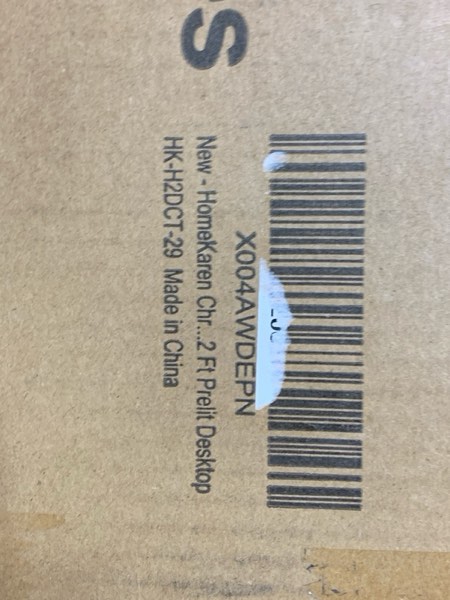 S
X004AWDEPN
New - HomeKaren Chr...2 Ft Prelit Desktop
HK-H2DCT-29 Made in China